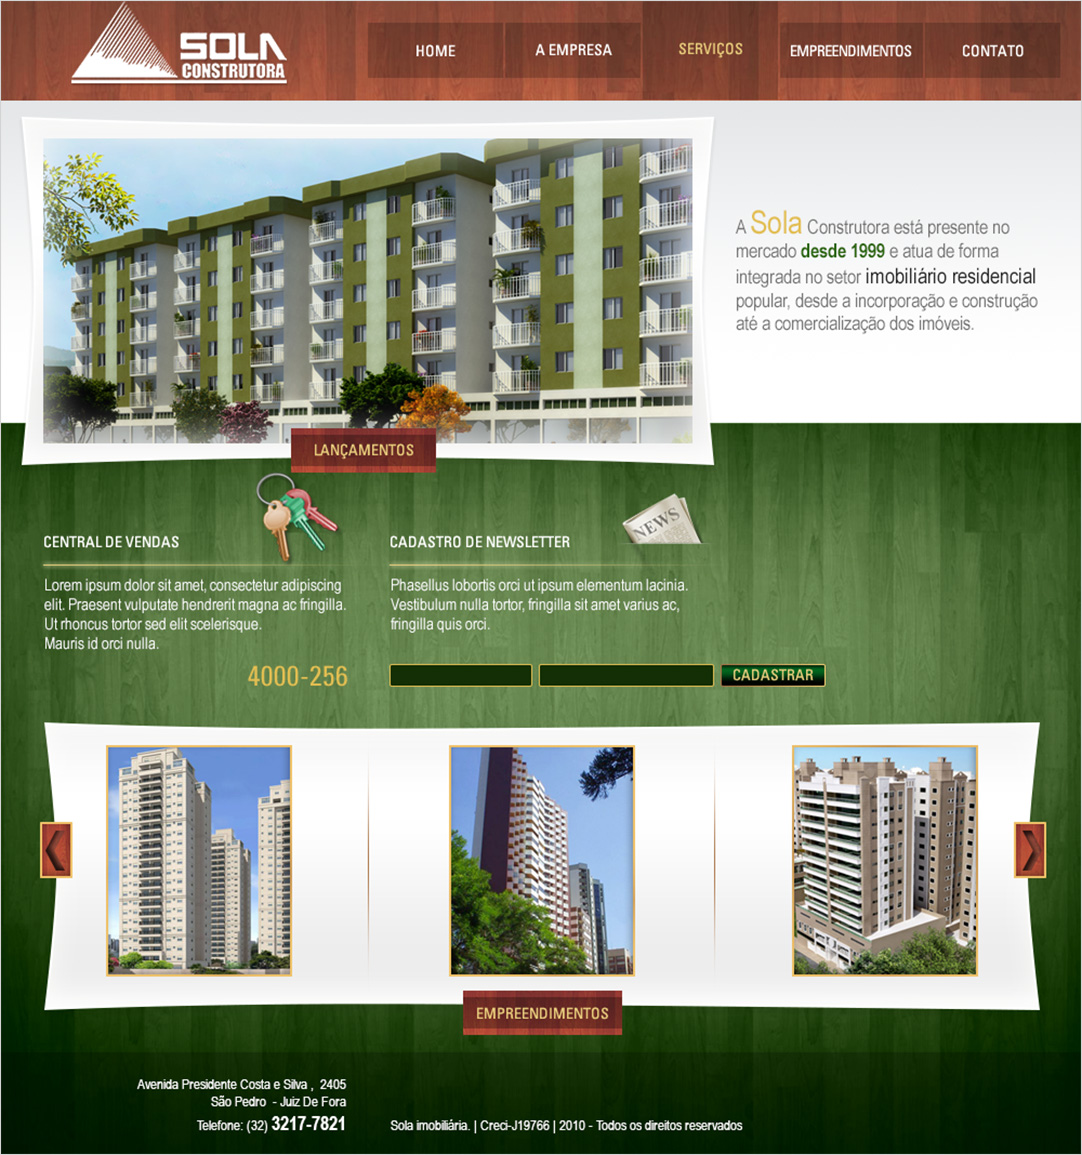 SOLA
CONSTRUTORA
HOME
A EMPRESA
SERVIÇOS
EMPREENDIMENTOS
CONTATO
A Sola Construtora está presente no
mercado desde 1999 e atua de forma
integrada no setor imobiliário residencial
popular, desde a incorporação e construção
até a comercialização dos imóveis.
LANÇAMENTOS
CENTRAL DE VENDAS
Lorem ipsum dolor sit amet, consectetur adipiscing
elit. Praesent vulputate hendrerit magna ac fringilla.
Ut rhoncus tortor sed elit scelerisque.
Mauris id orci nulla.
4000-256
NEWS
CADASTRO DE NEWSLETTER
Phasellus lobortis orci ut ipsum elementum lacinia.
Vestibulum nulla tortor, fringilla sit amet varius ac,
fringilla quis orci.
CADASTRAR
EMPREENDIMENTOS
Avenida Presidente Costa e Silva , 2405
São Pedro - Juiz De Fora
Telefone: (32) 3217-7821
Sola imobiliária. | Creci-J19766 | 2010 - Todos os direitos reservados